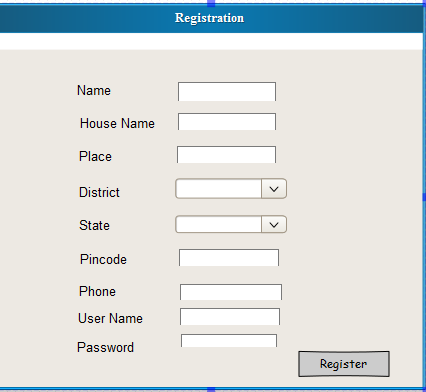 Registration
Name
House Name
Place
District
State
Pincode
Phone
User Name
Password
Register